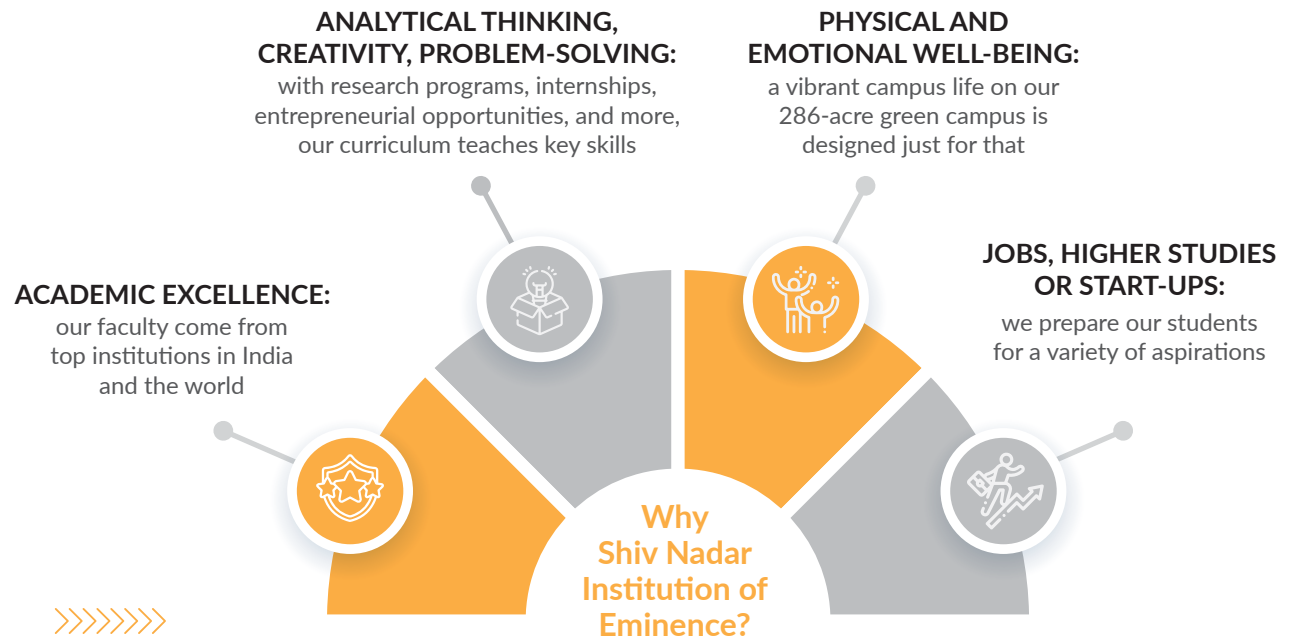 ANALYTICAL THINKING,
CREATIVITY, PROBLEM-SOLVING:
with research programs, internships,
entrepreneurial opportunities, and more,
our curriculum teaches key skills
PHYSICAL AND
EMOTIONAL WELL-BEING:
a vibrant campus life on our
286-acre green campus is
designed just for that
ACADEMIC EXCELLENCE:
our faculty come from
top institutions in India
and the world
JOBS, HIGHER STUDIES
OR START-UPS:
we prepare our students
for a variety of aspirations
Why
Shiv Nadar
Institution of
Eminence?